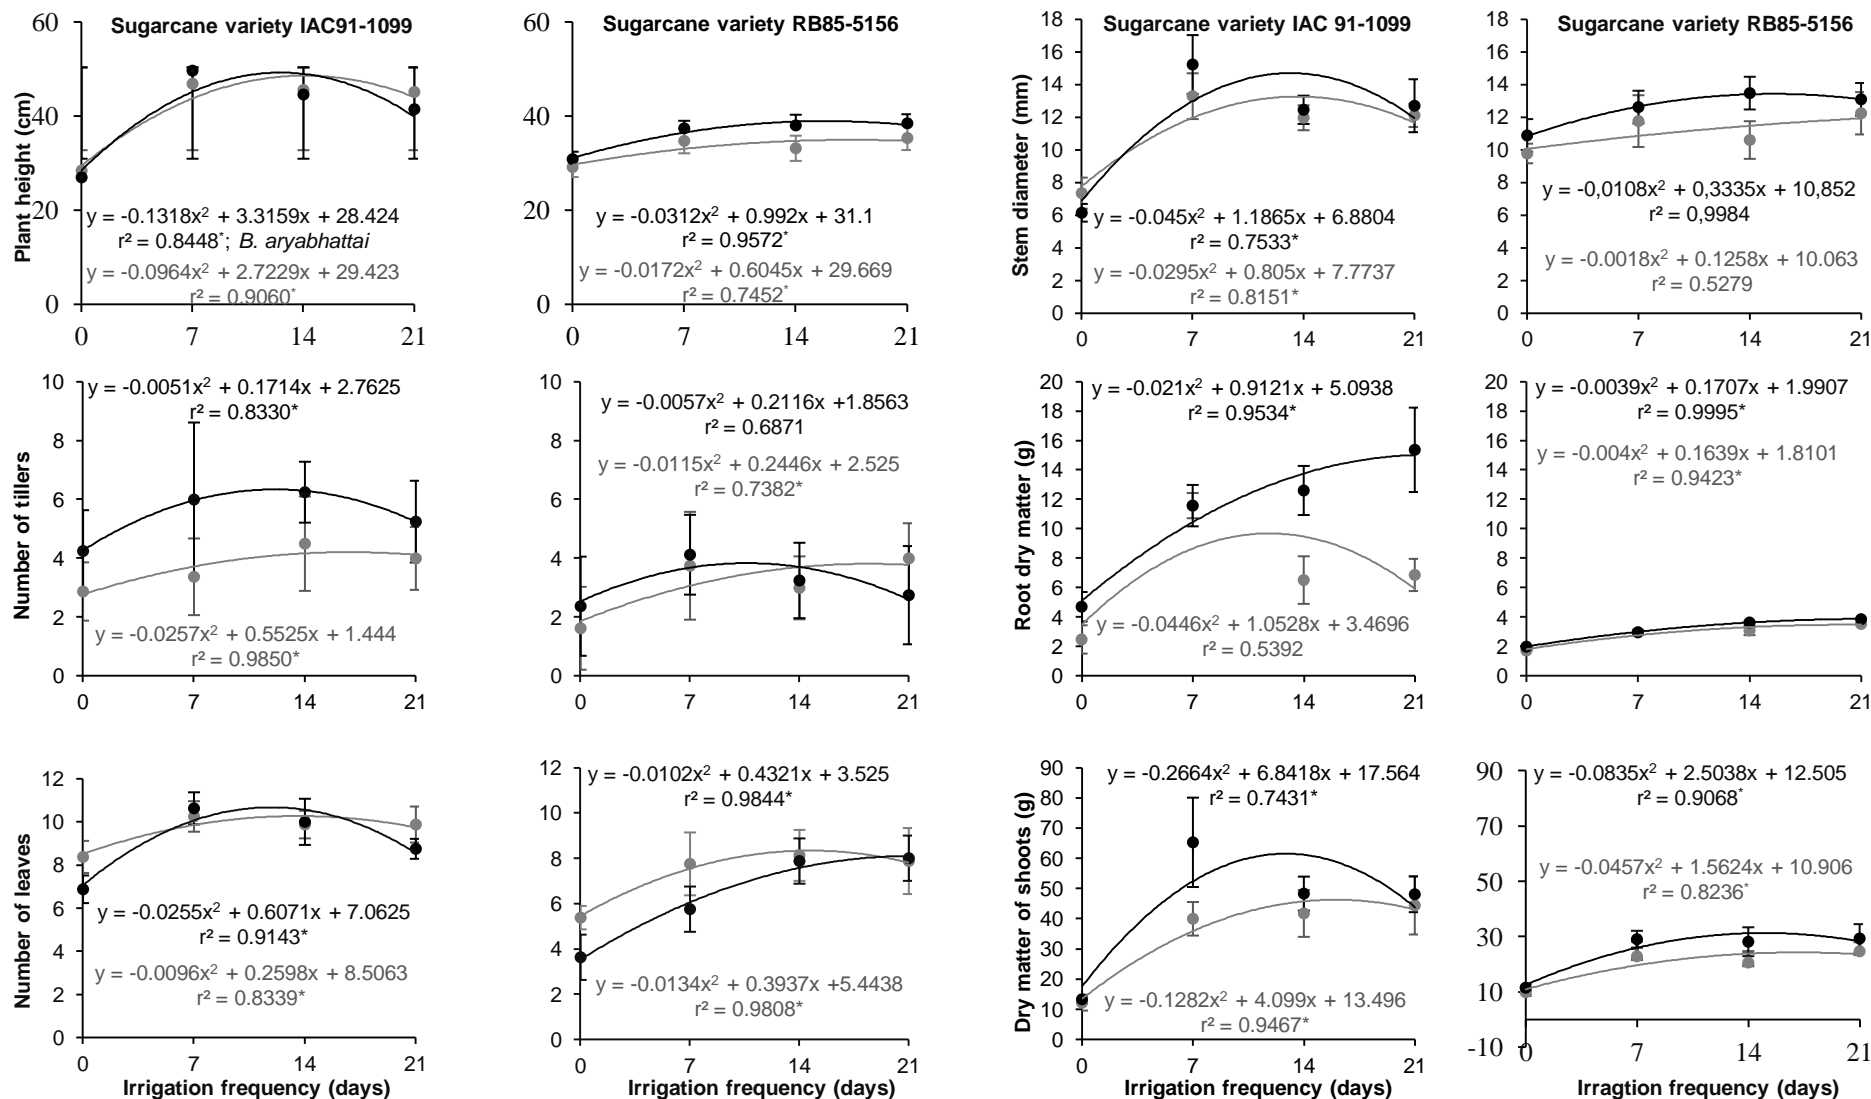 Sugarcane variety IAC91-1099
Plant height (cm)
60
40
20
0
y = -0.1318x² + 3.3159x + 28.424
r² = 0.8448*; B. aryabhattai
y = -0.0964x² + 2.7229x + 29.423
r² = 0.9060*
0 7 14 21
Sugarcane variety RB85-5156
60
40
20
0
y = -0.0312x² + 0.992x + 31.1
r² = 0.9572*
y = -0.0172x² + 0.6045x + 29.669
r² = 0.7452*
0 7 14 21
Sugarcane variety IAC 91-1099
Stem diameter (mm)
18
16
14
12
10
8
6
4
2
0
y = -0.045x² + 1.1865x + 6.8804
r² = 0.7533*
y = -0.0295x² + 0.805x + 7.7737
r² = 0.8151*
0 7 14 21
Sugarcane variety RB85-5156
18
16
14
12
10
8
6
4
2
0
y = -0,0108x² + 0,3335x + 10,852
r² = 0,9984
y = -0.0018x² + 0.1258x + 10.063
r² = 0.5279
0 7 14 21
Number of tillers
10
8
6
4
2
0
y = -0.0051x² + 0.1714x + 2.7625
r² = 0.8330*
y = -0.0257x² + 0.5525x + 1.444
r² = 0.9850*
0 7 14 21
10
8
6
4
2
0
y = -0.0057x² + 0.2116x +1.8563
r² = 0.6871
y = -0.0115x² + 0.2446x + 2.525
r² = 0.7382*
0 7 14 21
Root dry matter (g)
20
18
16
14
12
10
8
6
4
2
0
y = -0.021x² + 0.9121x + 5.0938
r² = 0.9534*
y = -0.0446x² + 1.0528x + 3.4696
r² = 0.5392
0 7 14 21
20
18
16
14
12
10
8
6
4
2
0
y = -0.0039x² + 0.1707x + 1.9907
r² = 0.9995*
y = -0.004x² + 0.1639x + 1.8101
r² = 0.9423*
0 7 14 21
Number of leaves
12
10
8
6
4
2
0
y = -0.0255x² + 0.6071x + 7.0625
r² = 0.9143*
y = -0.0096x² + 0.2598x + 8.5063
r² = 0.8339*
0 7 14 21
Irrigation frequency (days)
12
10
8
6
4
2
0
y = -0.0102x² + 0.4321x + 3.525
r² = 0.9844*
y = -0.0134x² + 0.3937x +5.4438
r² = 0.9808*
0 7 14 21
Irrigation frequency (days)
Dry matter of shoots (g)
90
80
70
60
50
40
30
20
10
0
y = -0.2664x² + 6.8418x + 17.564
r² = 0.7431*
y = -0.1282x² + 4.099x + 13.496
r² = 0.9467*
0 7 14 21
Irrigation frequency (days)
90
70
50
30
10
-10
y = -0.0835x² + 2.5038x + 12.505
r² = 0.9068*
y = -0.0457x² + 1.5624x + 10.906
r² = 0.8236*
0 7 14 21
Irragtion frequency (days)